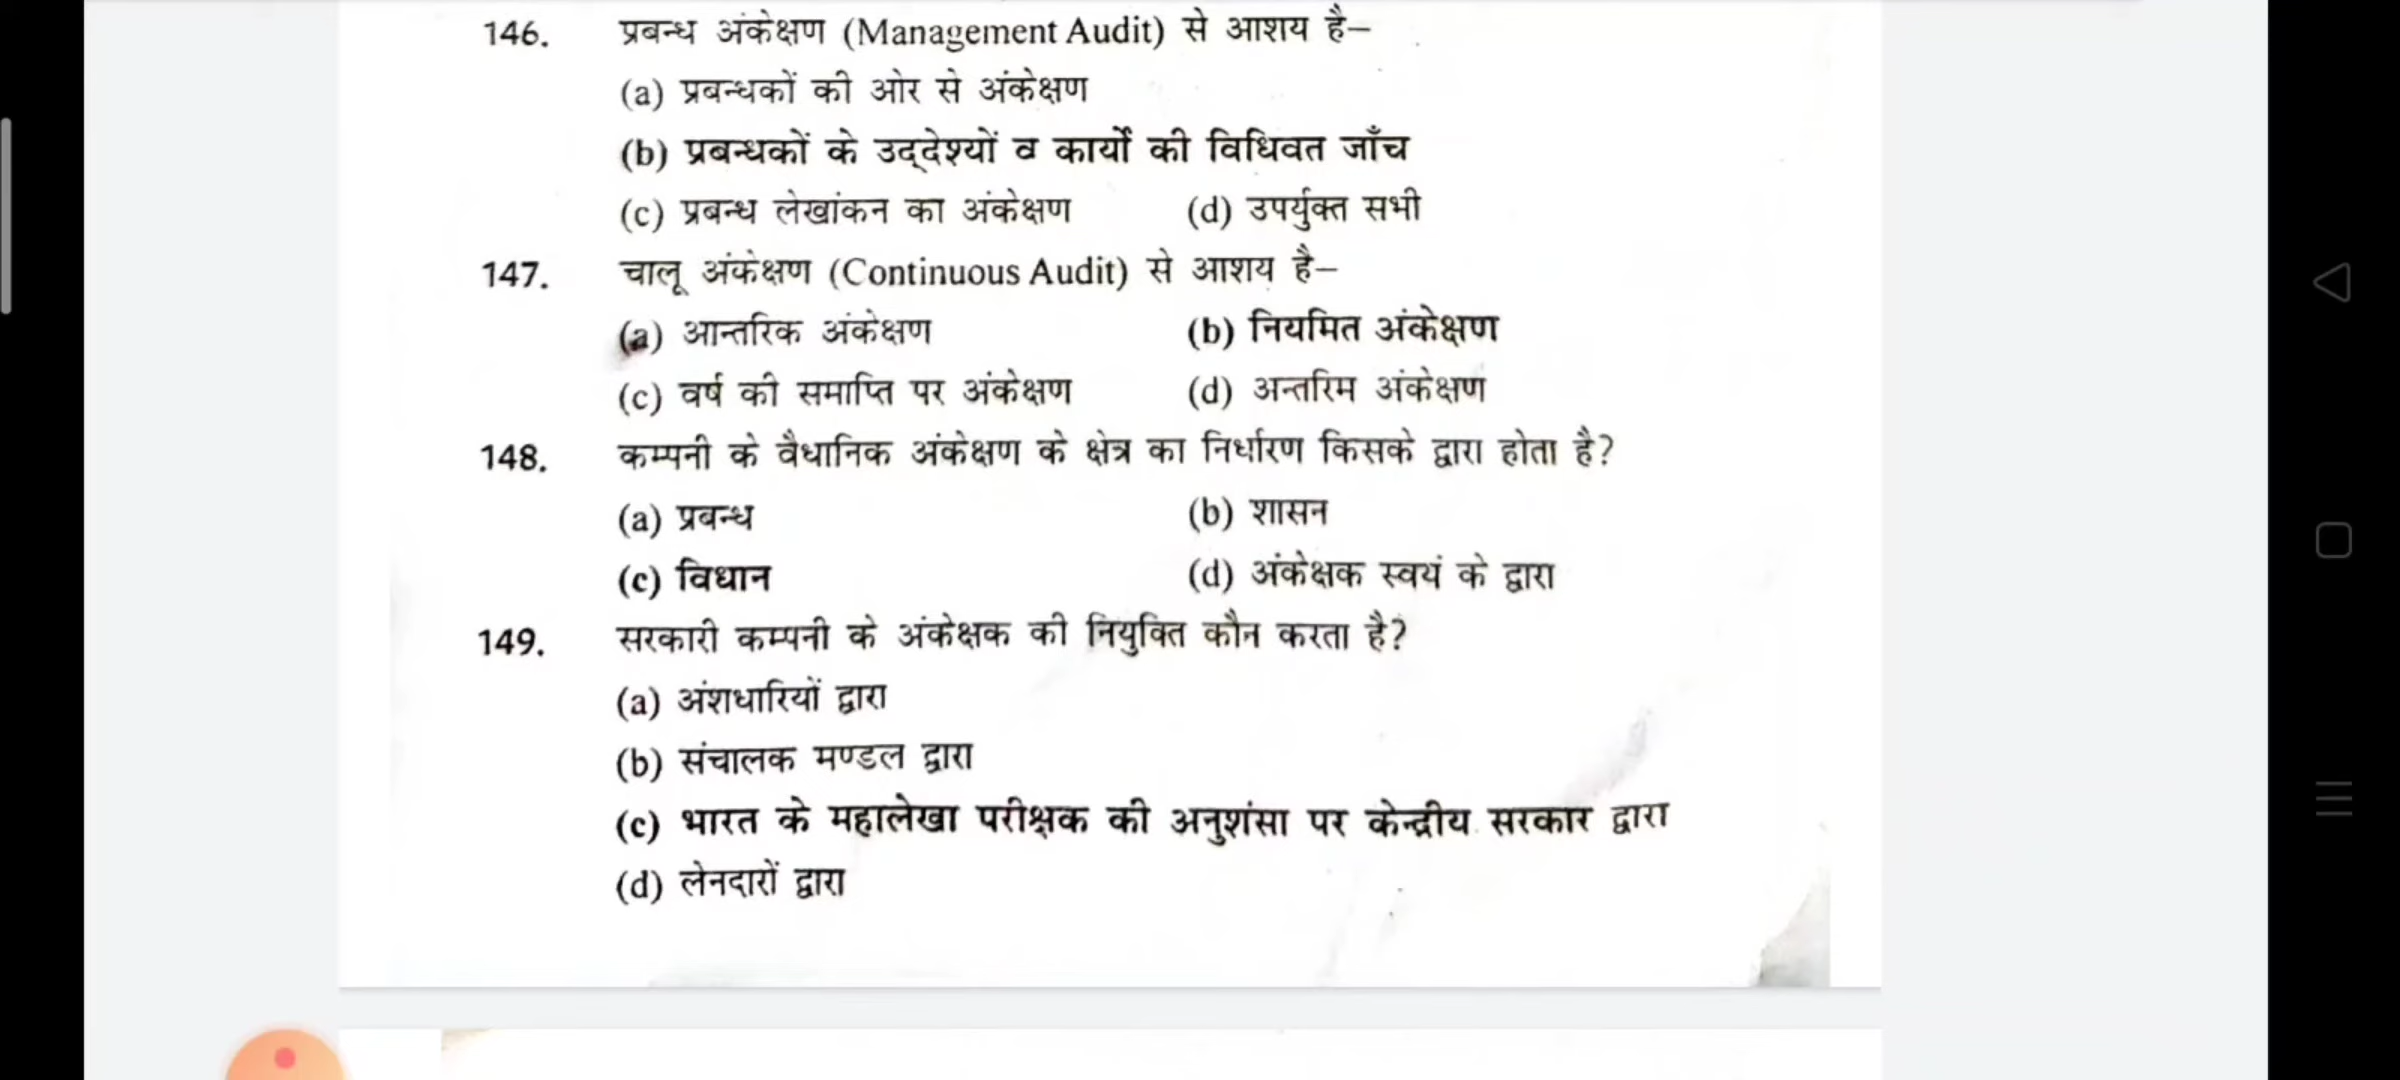 146. प्रबन्ध अंकेक्षण (Management Audit) से आशय है–
(a) प्रबन्धकों की ओर से अंकेक्षण
(b) प्रबन्धकों के उद्देश्यों व कार्यों की विधिवत जाँच
(c) प्रबन्ध लेखांकन का अंकेक्षण (d) उपर्युक्त सभी
147. चालू अंकेक्षण (Continuous Audit) से आशय है–
(a) आन्तरिक अंकेक्षण (b) नियमित अंकेक्षण
(c) वर्ष की समाप्ति पर अंकेक्षण (d) अन्तरिम अंकेक्षण
148. कम्पनी के वैधानिक अंकेक्षण के क्षेत्र का निर्धारण किसके द्वारा होता है?
(a) प्रबन्ध (b) शासन
(c) विधान (d) अंकेक्षक स्वयं के द्वारा
149. सरकारी कम्पनी के अंकेक्षक की नियुक्ति कौन करता है?
(a) अंशधारियों द्वारा
(b) संचालक मण्डल द्वारा
(c) भारत के महालेखा परीक्षक की अनुशंसा पर केन्द्रीय सरकार द्वारा
(d) लेनदारों द्वारा